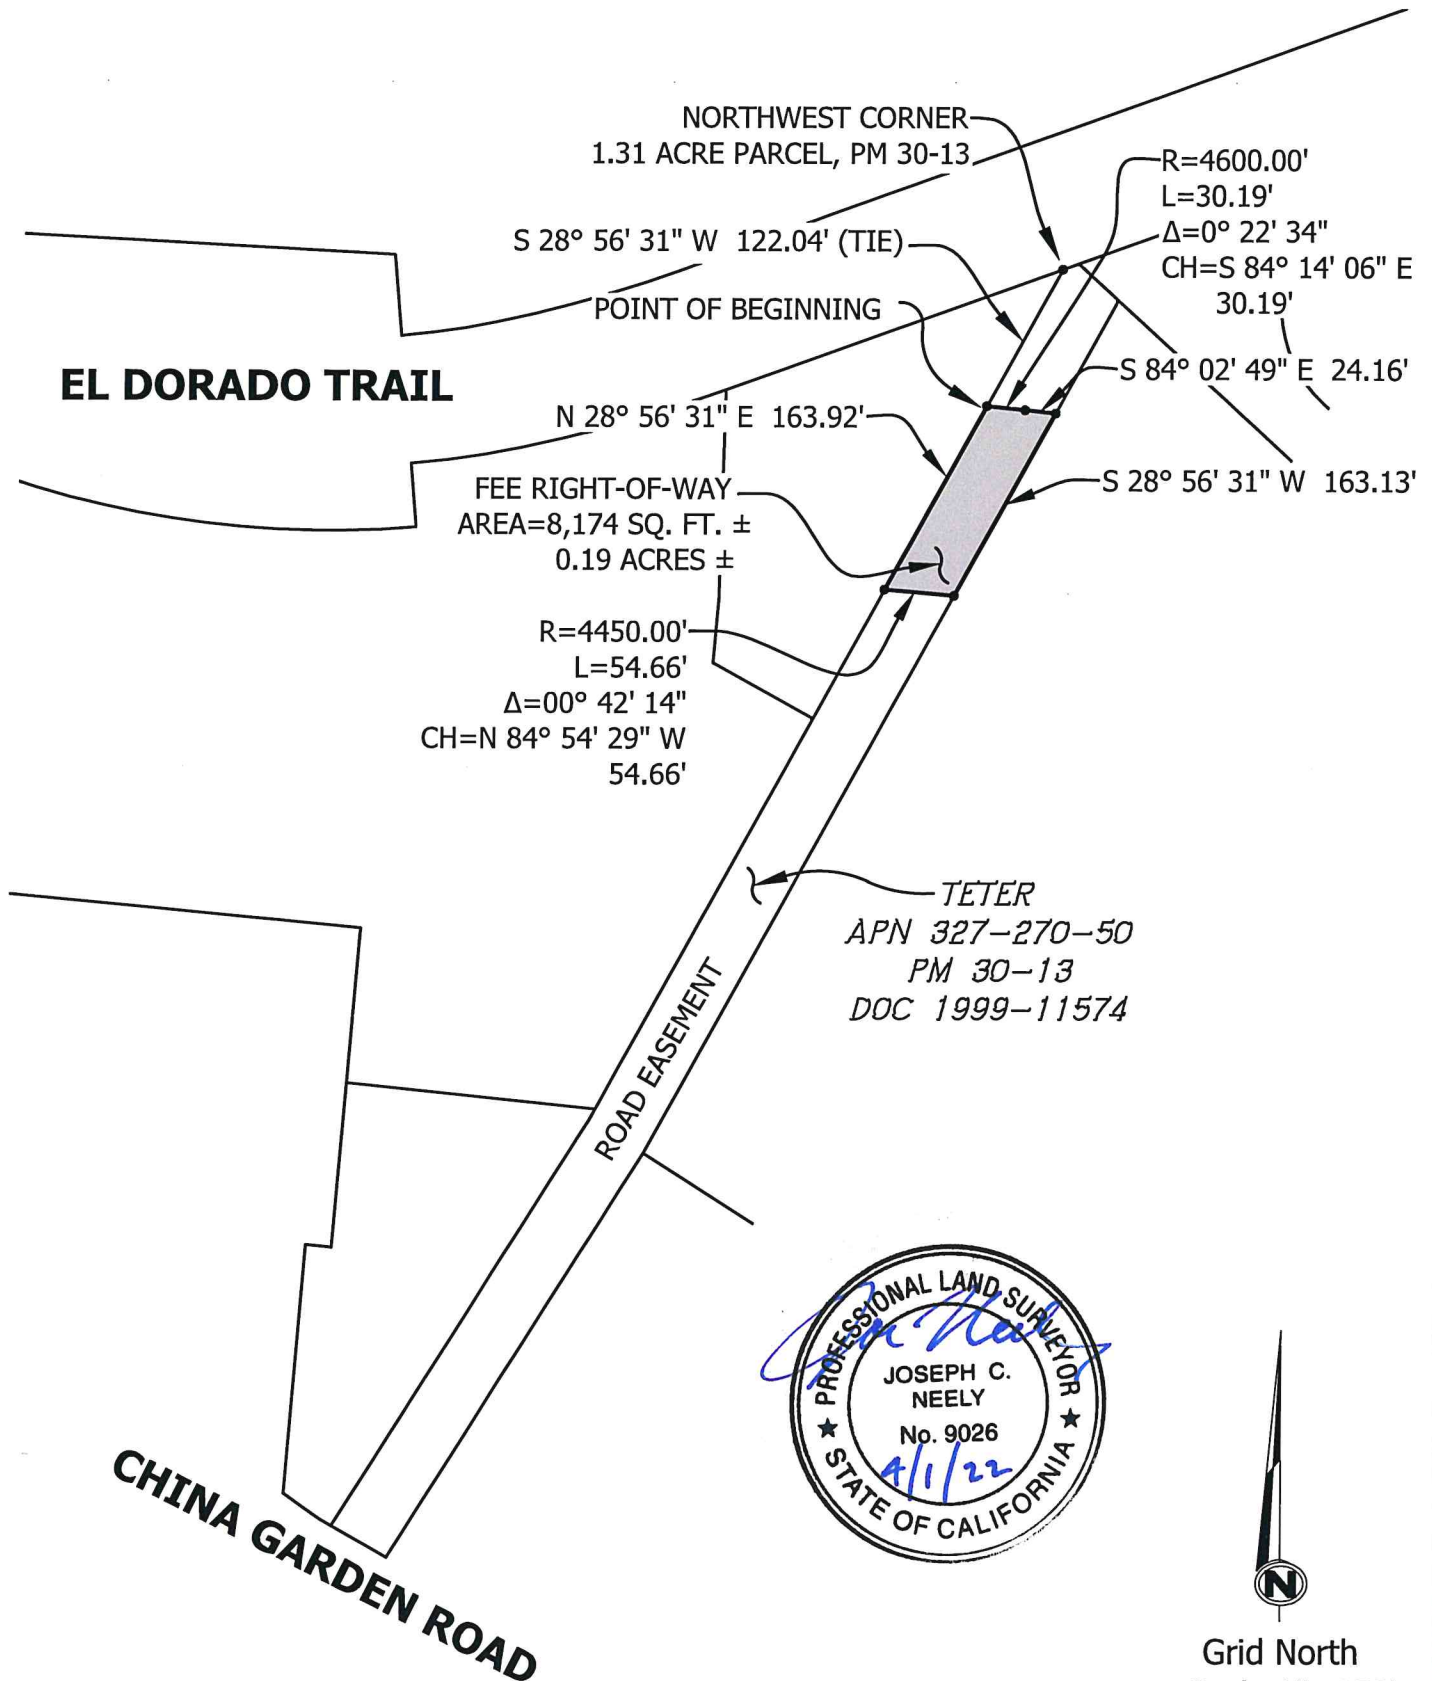 NORTHWEST CORNER
1.31 ACRE PARCEL, PM 30-13
R=4600.00'
L=30.19'
Δ=0° 22' 34"
CH=S 84° 14' 06" E
30.19'
S 28° 56' 31" W 122.04' (TIE)
POINT OF BEGINNING
EL DORADO TRAIL
S 84° 02' 49" E 24.16'
N 28° 56' 31" E 163.92'
S 28° 56' 31" W 163.13'
FEE RIGHT-OF-WAY
AREA=8,174 SQ. FT. ±
0.19 ACRES ±
R=4450.00'
L=54.66'
Δ=00° 42' 14"
CH=N 84° 54' 29" W
54.66'
TETER
APN 327-270-50
PM 30-13
DOC 1999-11574
ROAD EASEMENT
CHINA GARDEN ROAD
PROFESSIONAL LAND SURVEYOR
JOSEPH C.
NEELY
No. 9026
4/1/22
★ STATE OF CALIFORNIA ★
N
Grid North